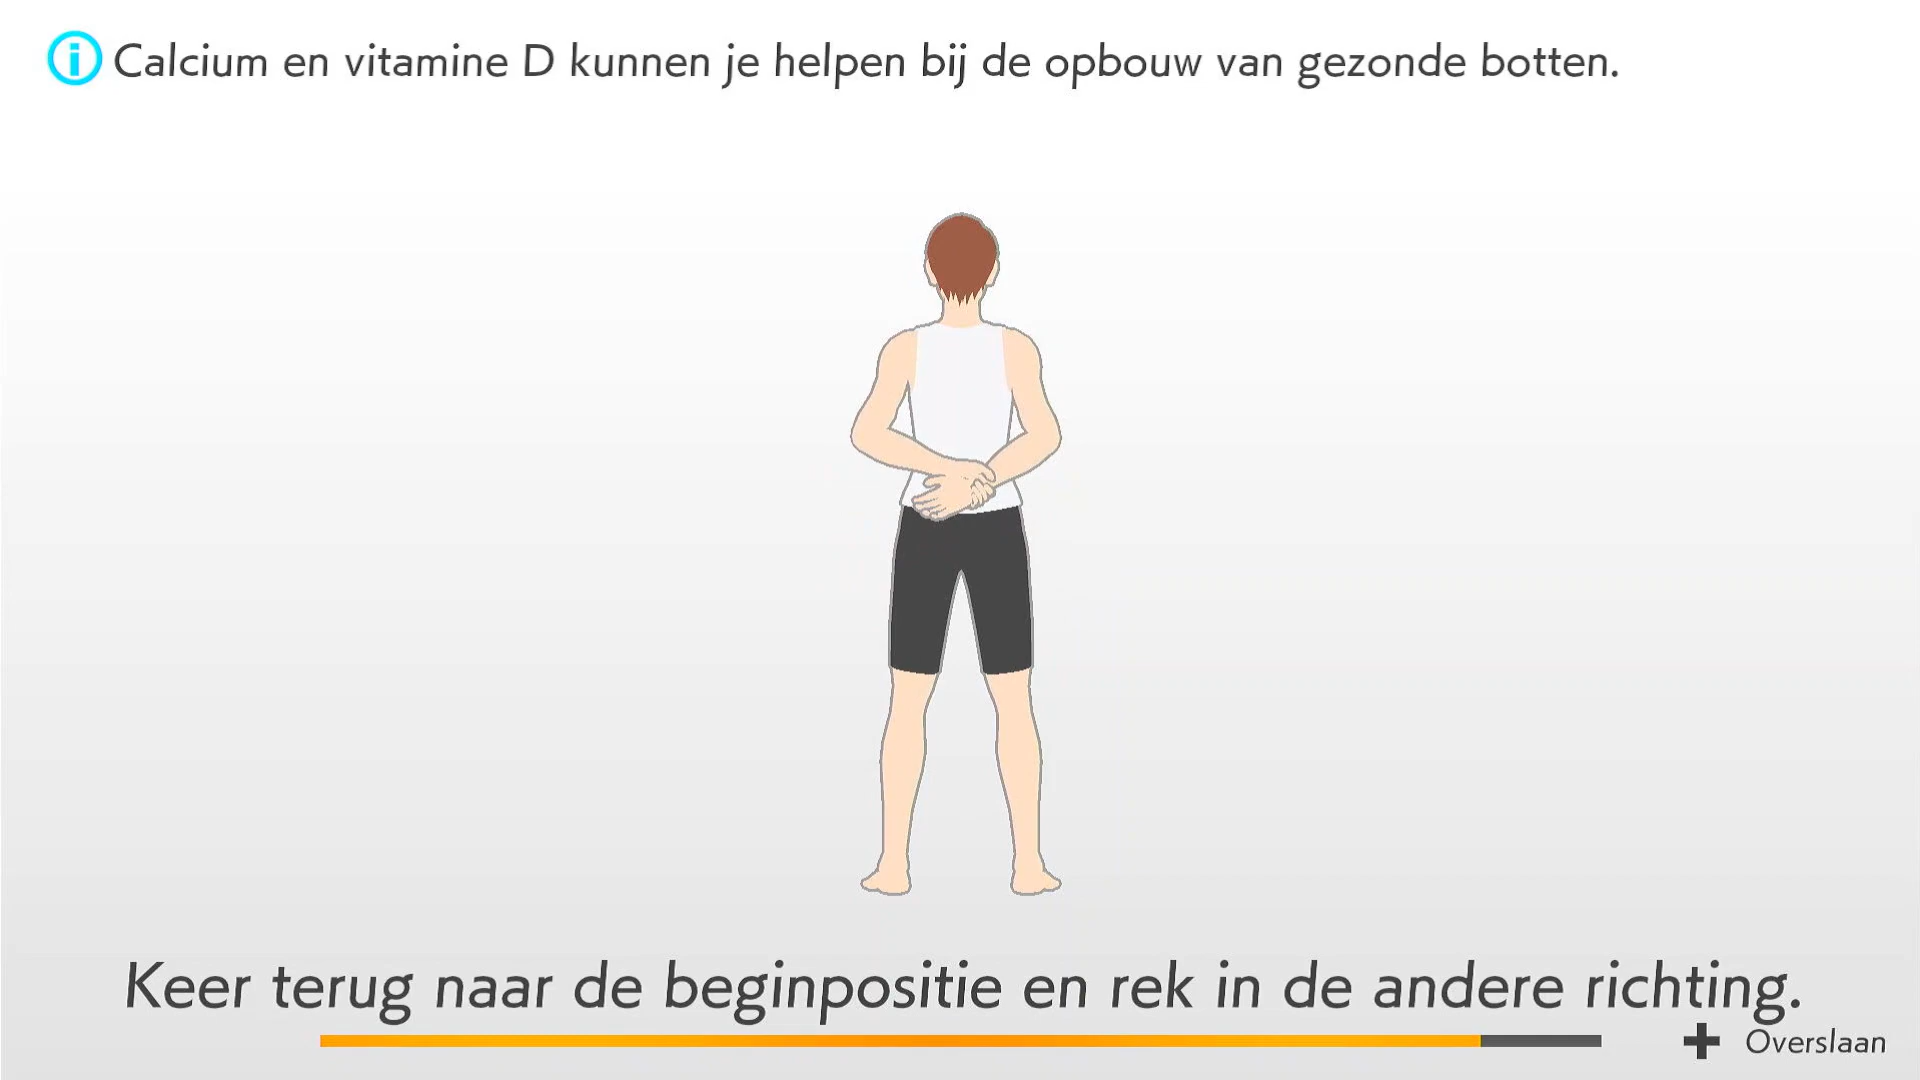 Calcium en vitamine D kunnen je helpen bij de opbouw van gezonde botten.
Keer terug naar de beginpositie en rek in de andere richting.
Overslaan